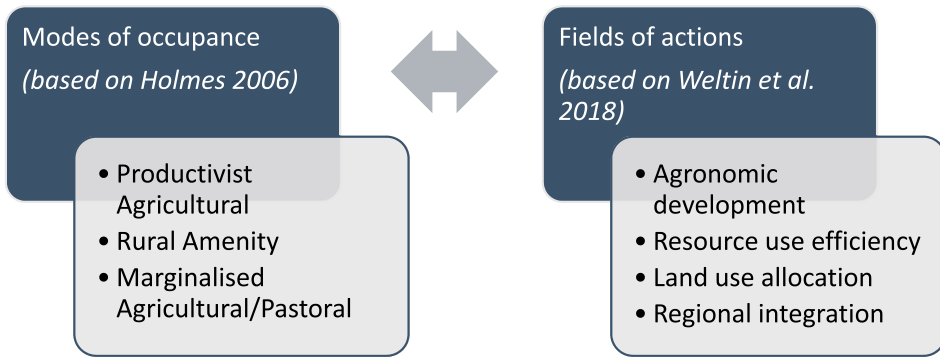 Modes of occupance
(based on Holmes 2006)
• Productivist
Agricultural
• Rural Amenity
• Marginalised
Agricultural/Pastoral
Fields of actions
(based on Weltin et al.
2018)
• Agronomic
development
• Resource use efficiency
• Land use allocation
• Regional integration